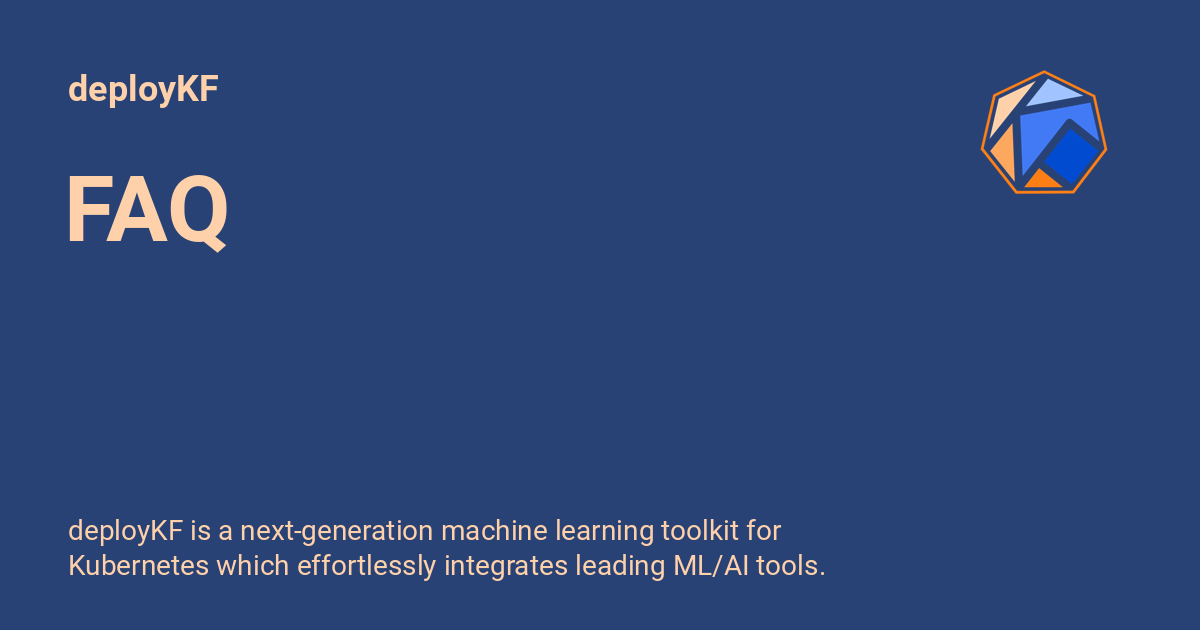 deployKF
FAQ
deployKF is a next-generation machine learning toolkit for
Kubernetes which effortlessly integrates leading ML/AI tools.